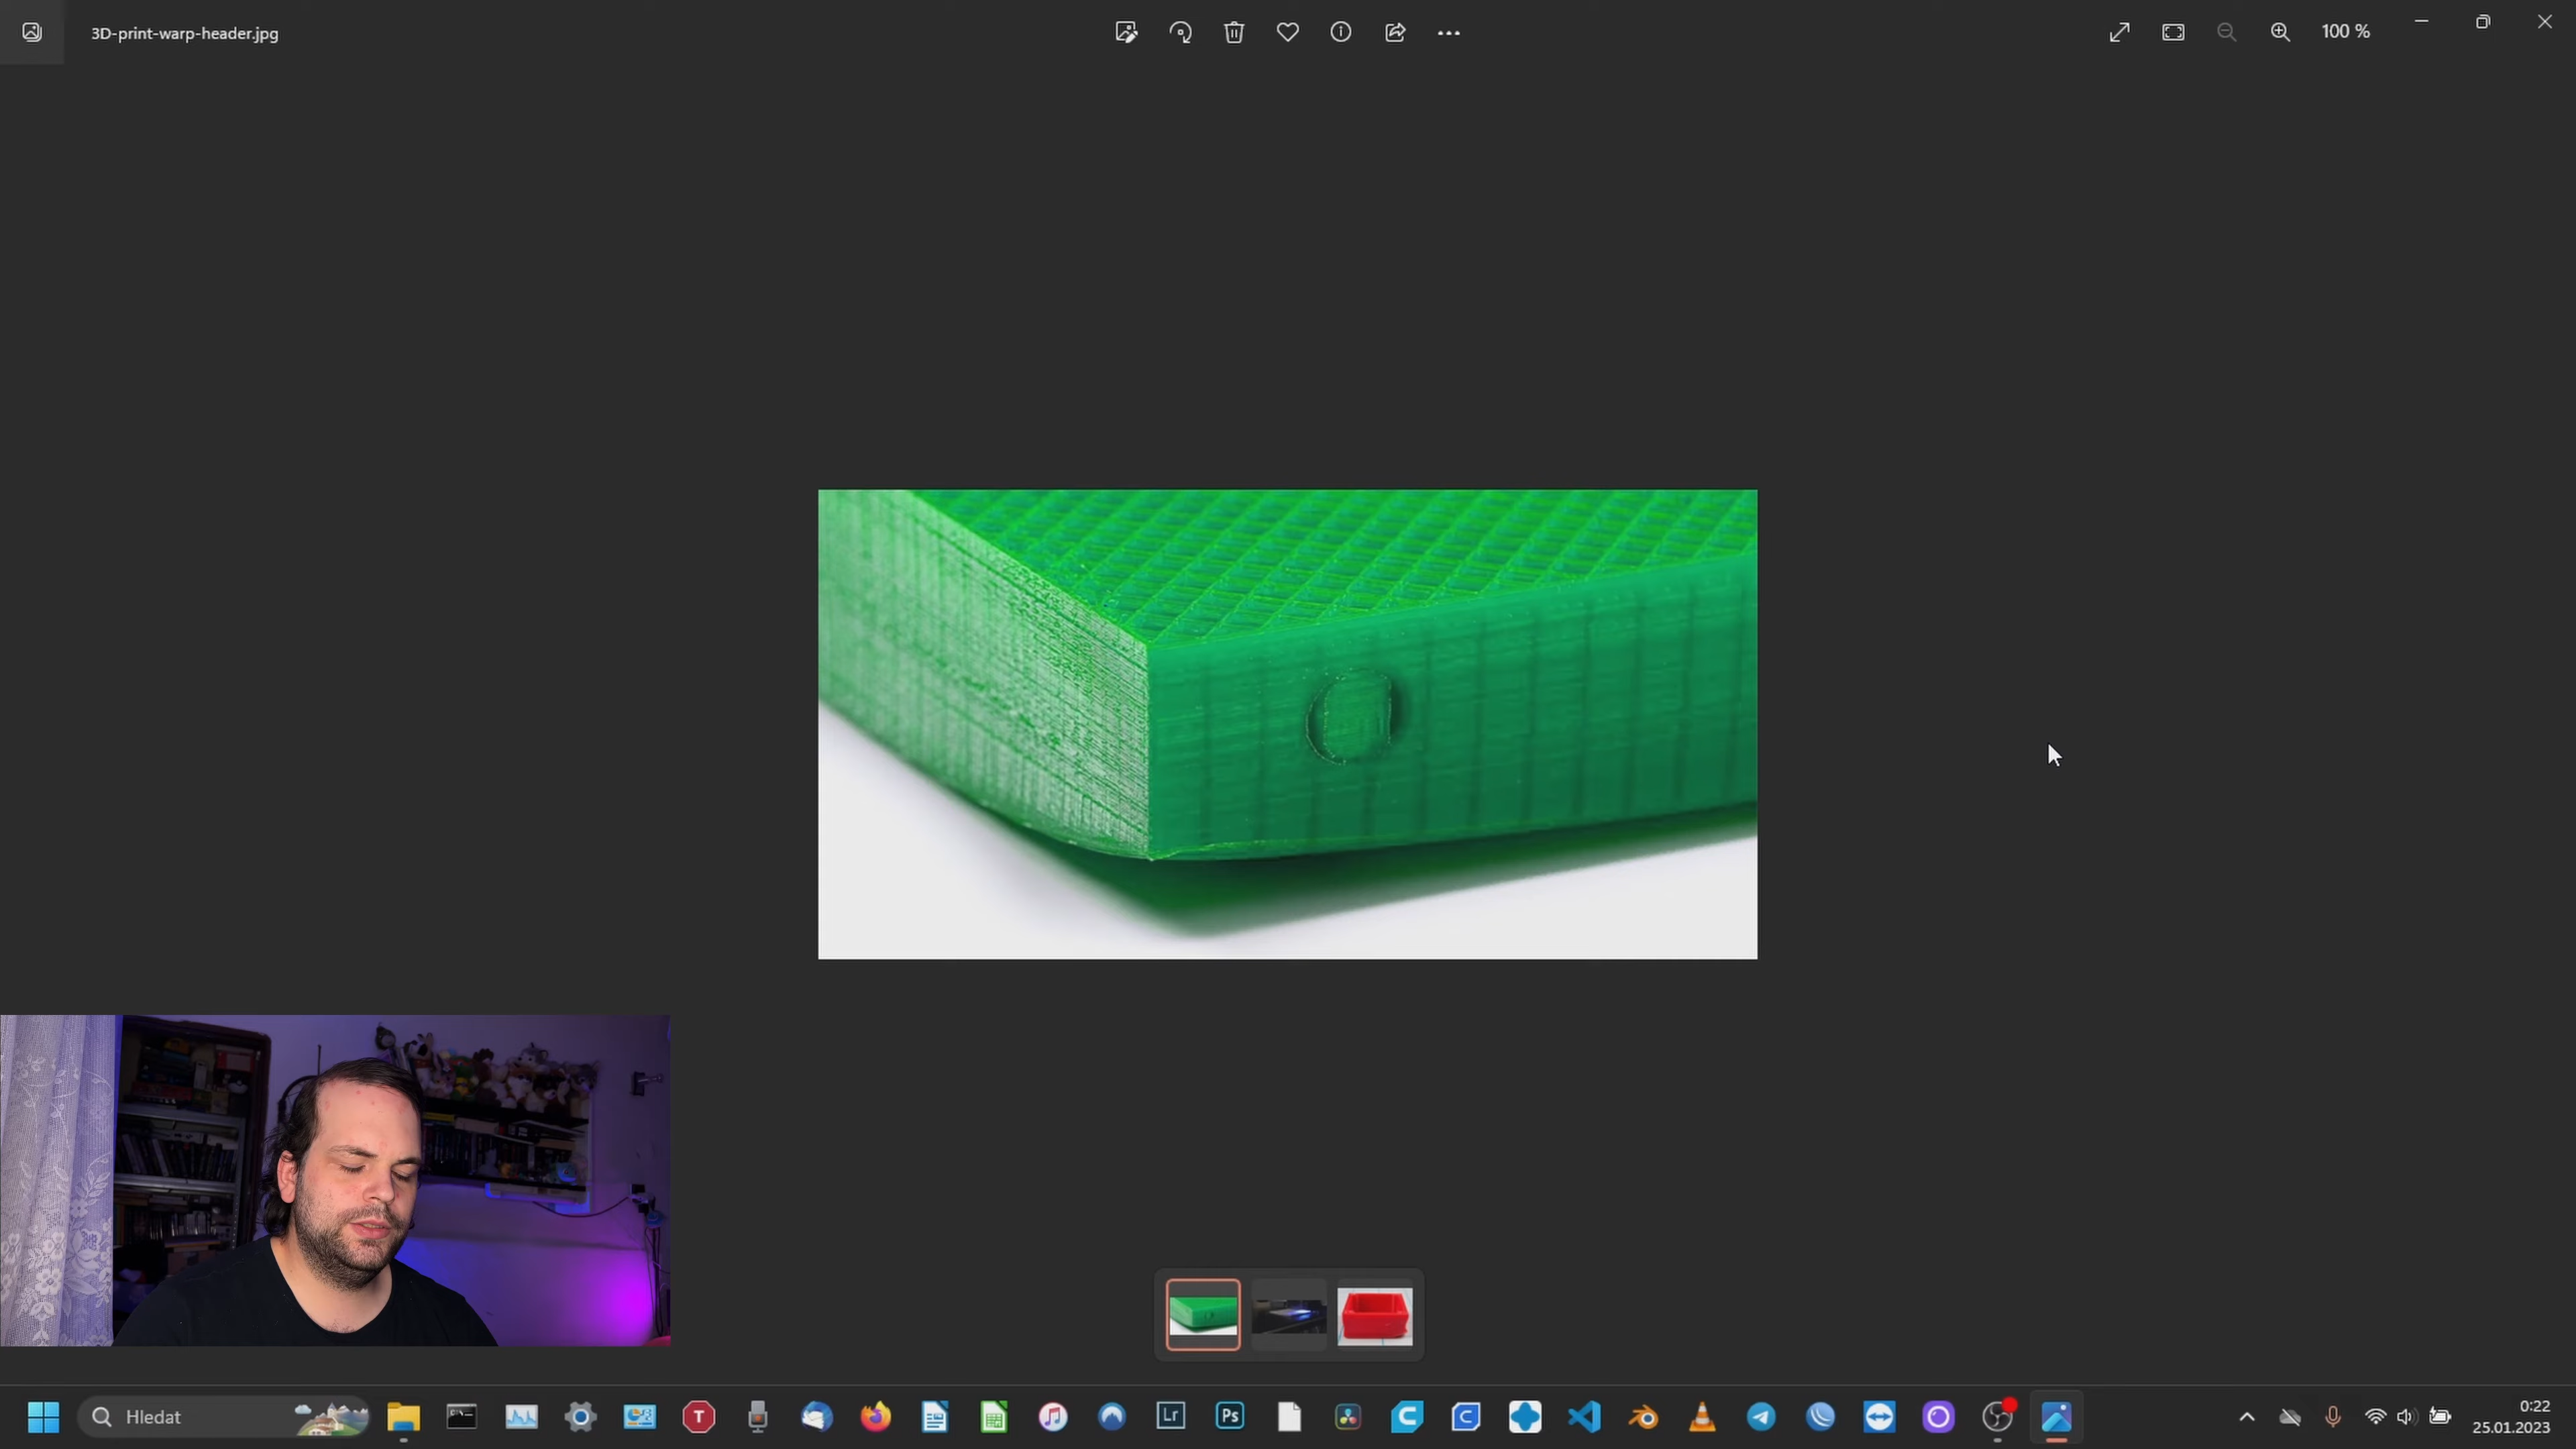 3D-print-warp-header.jpg
100 %
Hledat
T
Lr
Ps
0:22
25.01.2023